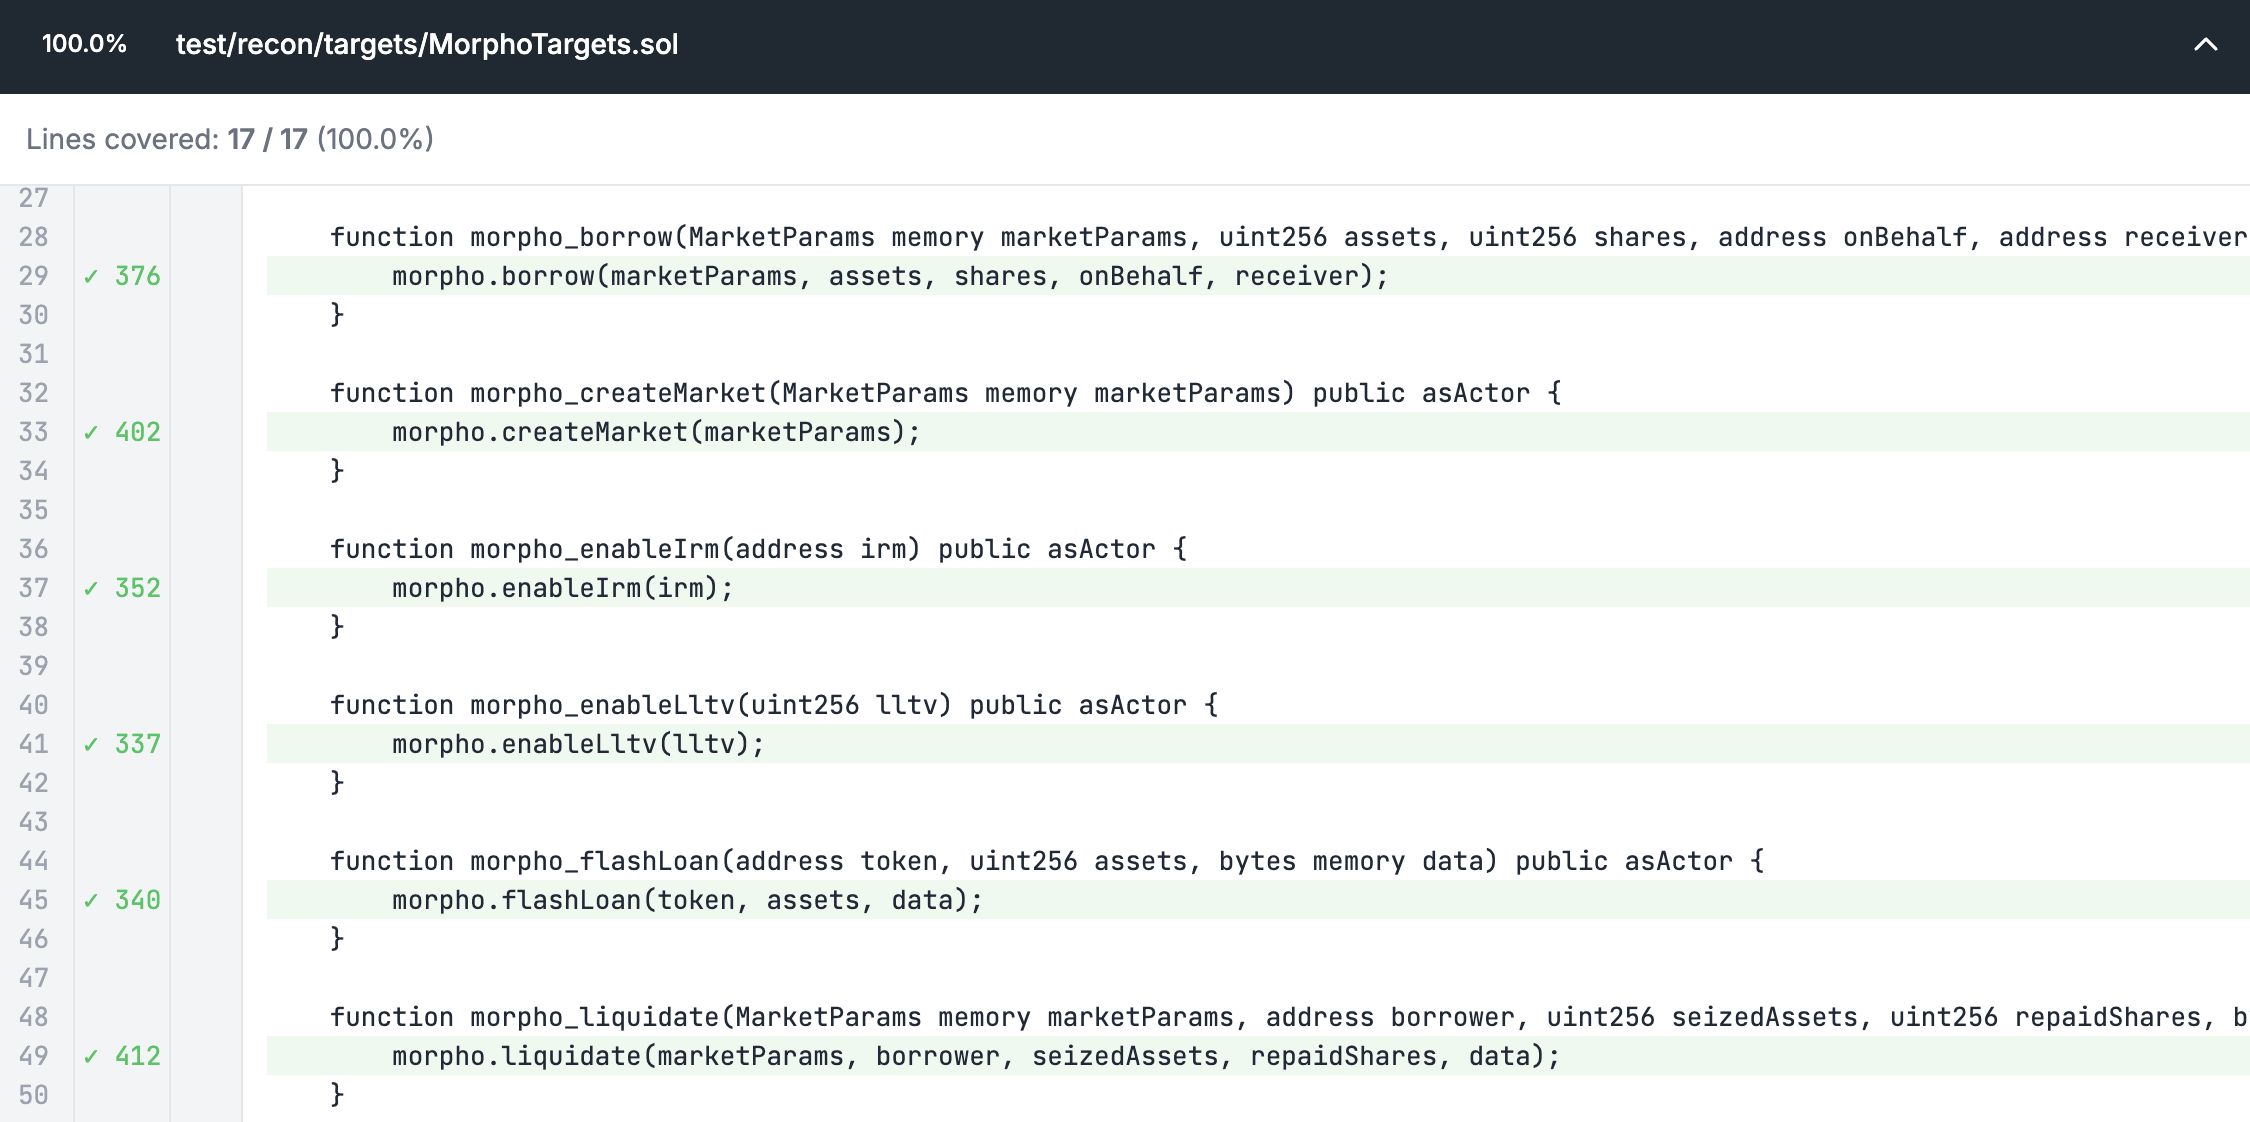 100.0% test/recon/targets/MorphoTargets.sol
Lines covered: 17 / 17 (100.0%)
27
28 function morpho_borrow(MarketParams memory marketParams, uint256 assets, uint256 shares, address onBehalf, address receiver
29 ✓ 376 morpho.borrow(marketParams, assets, shares, onBehalf, receiver);
30 }
31
32 function morpho_createMarket(MarketParams memory marketParams) public asActor {
33 ✓ 402 morpho.createMarket(marketParams);
34 }
35
36 function morpho_enableIrm(address irm) public asActor {
37 ✓ 352 morpho.enableIrm(irm);
38 }
39
40 function morpho_enableLltv(uint256 lltv) public asActor {
41 ✓ 337 morpho.enableLltv(lltv);
42 }
43
44 function morpho_flashLoan(address token, uint256 assets, bytes memory data) public asActor {
45 ✓ 340 morpho.flashLoan(token, assets, data);
46 }
47
48 function morpho_liquidate(MarketParams memory marketParams, address borrower, uint256 seizedAssets, uint256 repaidShares, b
49 ✓ 412 morpho.liquidate(marketParams, borrower, seizedAssets, repaidShares, data);
50 }